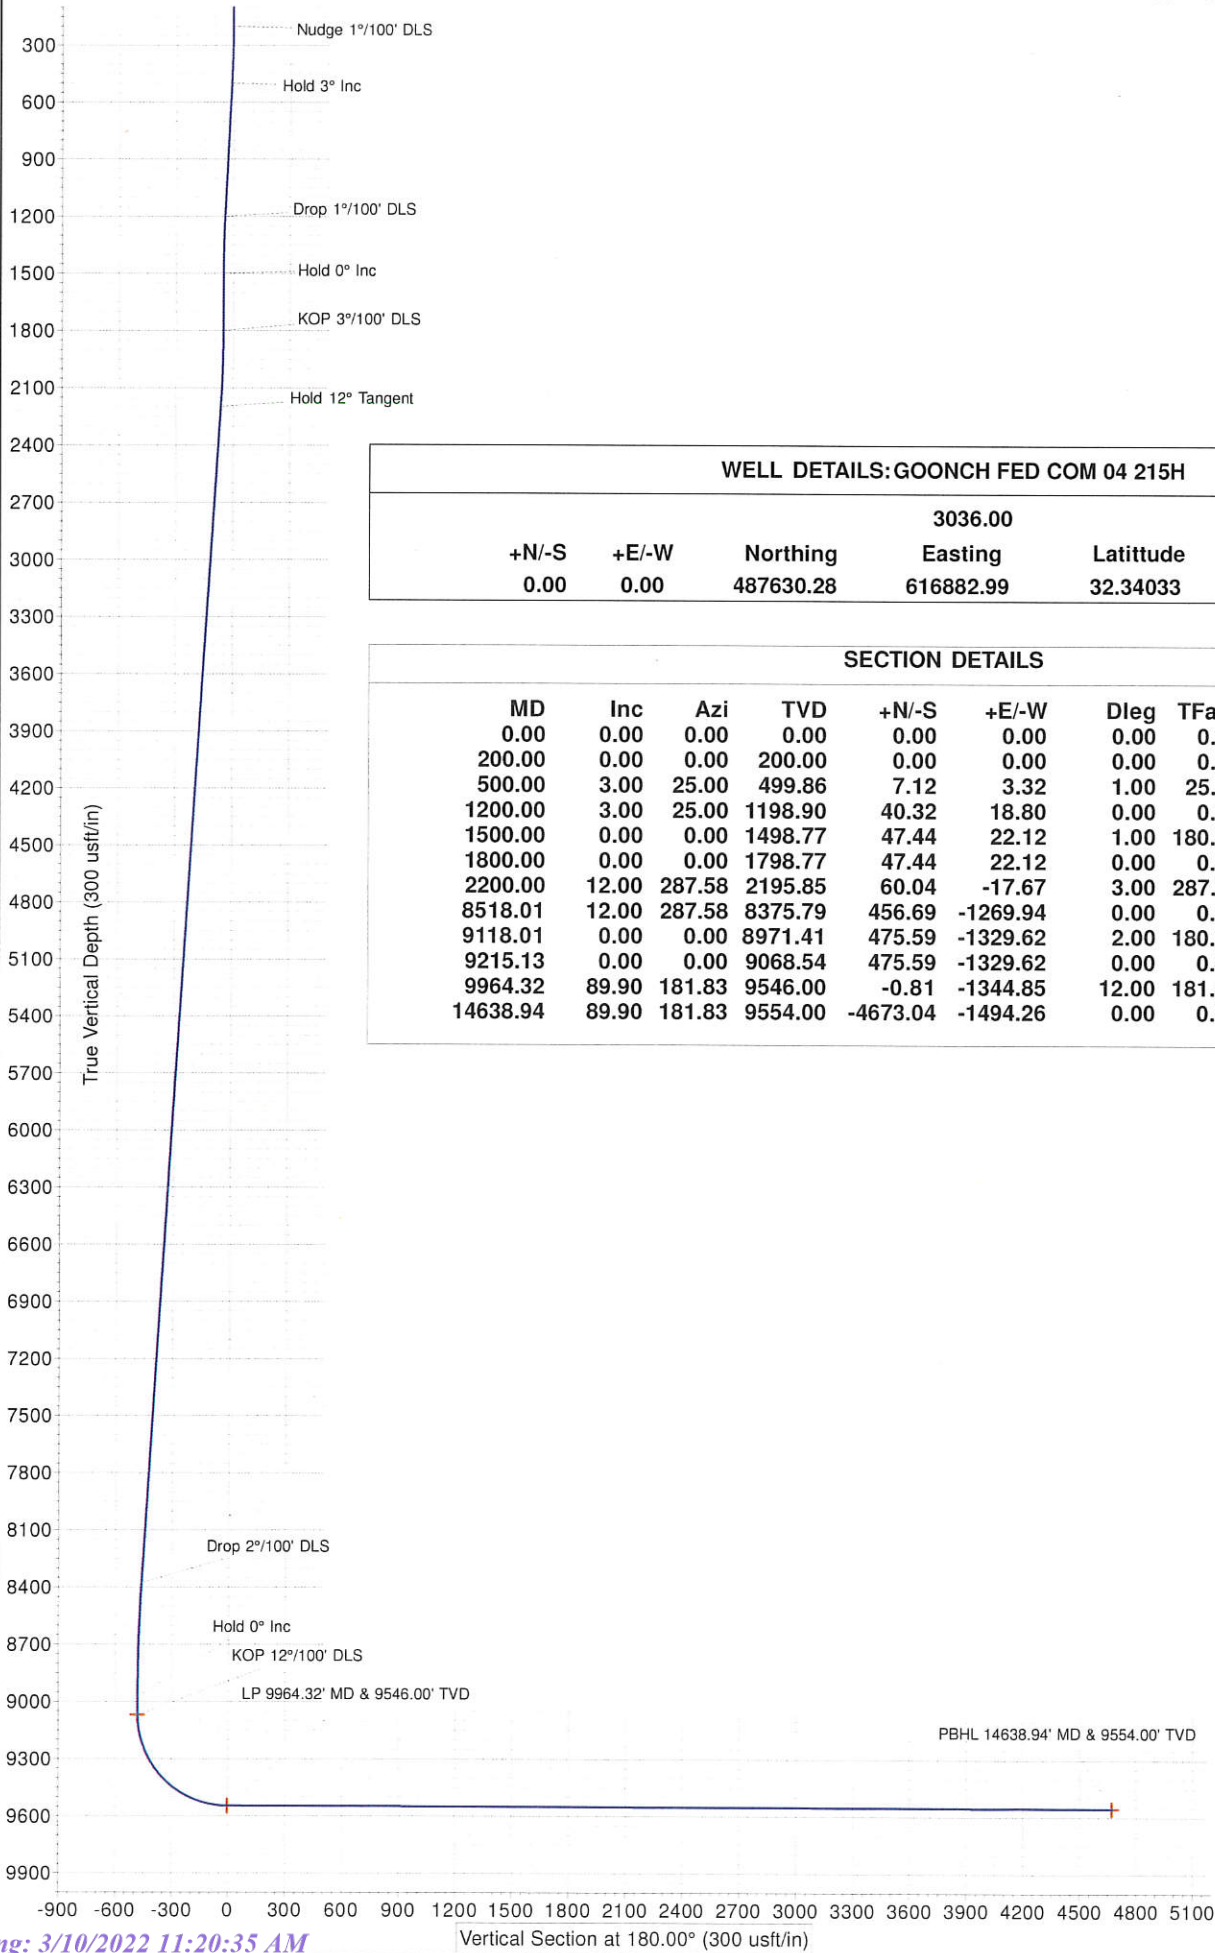 Nudge 1°/100' DLS
300
Hold 3° Inc
600
900
Drop 1°/100' DLS
1200
Hold 0° Inc
1500
KOP 3°/100' DLS
1800
2100
Hold 12° Tangent
2400
2700
3000
3300
3600
3900
4200
4500
4800
5100
5400
5700
6000
6300
6600
6900
7200
7500
7800
8100
8400
8700
9000
9300
9600
9900
True Vertical Depth (300 usft/in)
WELL DETAILS: GOONCH FED COM 04 215H
3036.00
+N/-S +E/-W Northing Easting Latittude
0.00 0.00 487630.28 616882.99 32.34033
SECTION DETAILS
MD Inc Azi TVD +N/-S +E/-W Dleg TFa
0.00 0.00 0.00 0.00 0.00 0.00 0.00 0.
200.00 0.00 0.00 200.00 0.00 0.00 0.00 0.
500.00 3.00 25.00 499.86 7.12 3.32 1.00 25.
1200.00 3.00 25.00 1198.90 40.32 18.80 0.00 0.
1500.00 0.00 0.00 1498.77 47.44 22.12 1.00 180.
1800.00 0.00 0.00 1798.77 47.44 22.12 0.00 0.
2200.00 12.00 287.58 2195.85 60.04 -17.67 3.00 287.
8518.01 12.00 287.58 8375.79 456.69 -1269.94 0.00 0.
9118.01 0.00 0.00 8971.41 475.59 -1329.62 2.00 180.
9215.13 0.00 0.00 9068.54 475.59 -1329.62 0.00 0.
9964.32 89.90 181.83 9546.00 -0.81 -1344.85 12.00 181.
14638.94 89.90 181.83 9554.00 -4673.04 -1494.26 0.00 0.
Drop 2°/100' DLS
Hold 0° Inc
KOP 12°/100' DLS
LP 9964.32' MD & 9546.00' TVD
PBHL 14638.94' MD & 9554.00' TVD
-900 -600 -300 0 300 600 900 1200 1500 1800 2100 2400 2700 3000 3300 3600 3900 4200 4500 4800 5100
Vertical Section at 180.00° (300 usft/in)
ng: 3/10/2022 11:20:35 AM